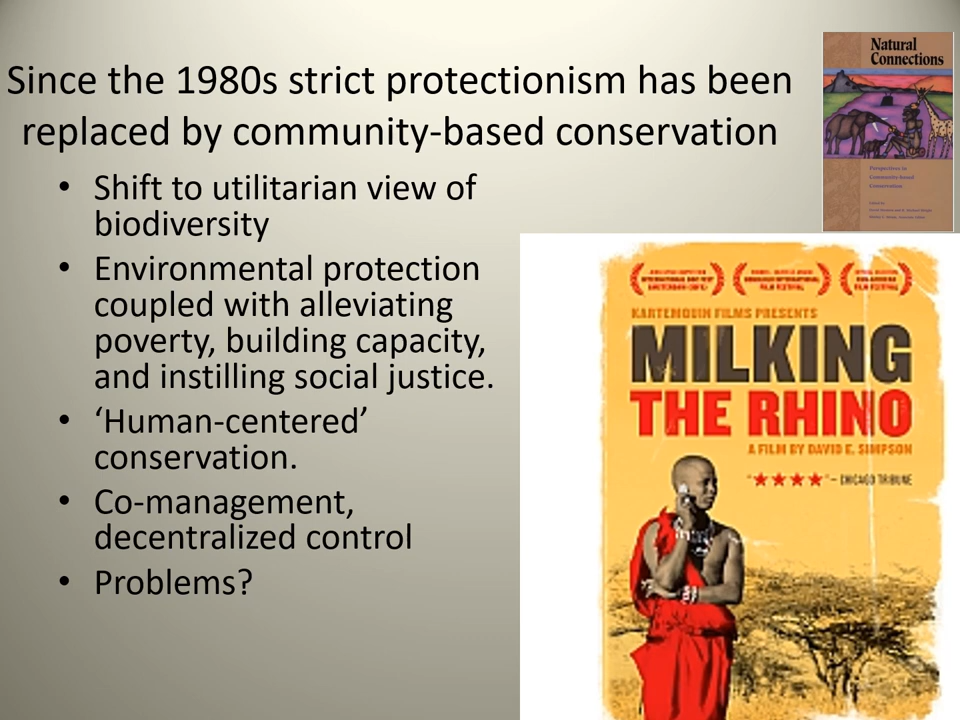 Since the 1980s strict protectionism has been
replaced by community-based conservation
• Shift to utilitarian view of
biodiversity
• Environmental protection
coupled with alleviating
poverty, building capacity,
and instilling social justice.
• ‘Human-centered’
conservation.
• Co-management,
decentralized control
• Problems?
Natural
Connections
Perspectives in
Community-based
Conservation
KARTEMQUIN FILMS PRESENTS
MILKING
THE RHINO
A FILM BY DAVID E. SIMPSON
“★★★★” – CHICAGO TRIBUNE